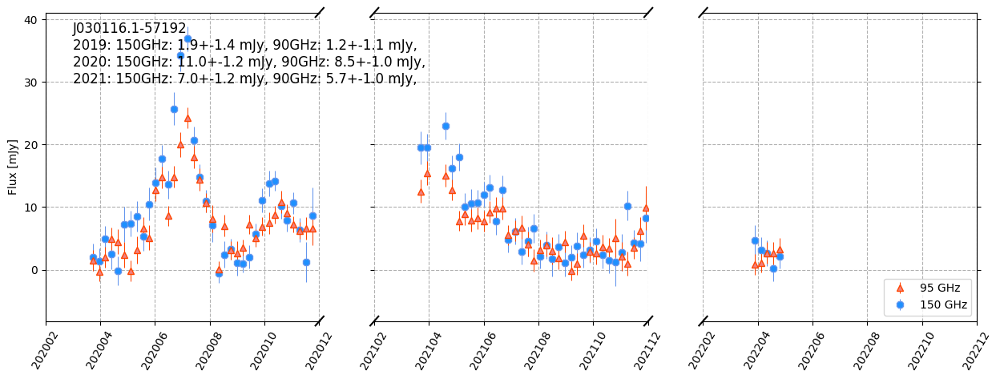 J030116.1-57192
2019: 150GHz: 1.9+-1.4 mJy, 90GHz: 1.2+-1.1 mJy,
2020: 150GHz: 11.0+-1.2 mJy, 90GHz: 8.5+-1.0 mJy,
2021: 150GHz: 7.0+-1.2 mJy, 90GHz: 5.7+-1.0 mJy,
40
30
20
10
0
Flux [mJy]
95 GHz
150 GHz
202002 202004 202006 202008 202010 202012 202102 202104 202106 202108 202110 202112 202202 202204 202206 202208 202210 202212